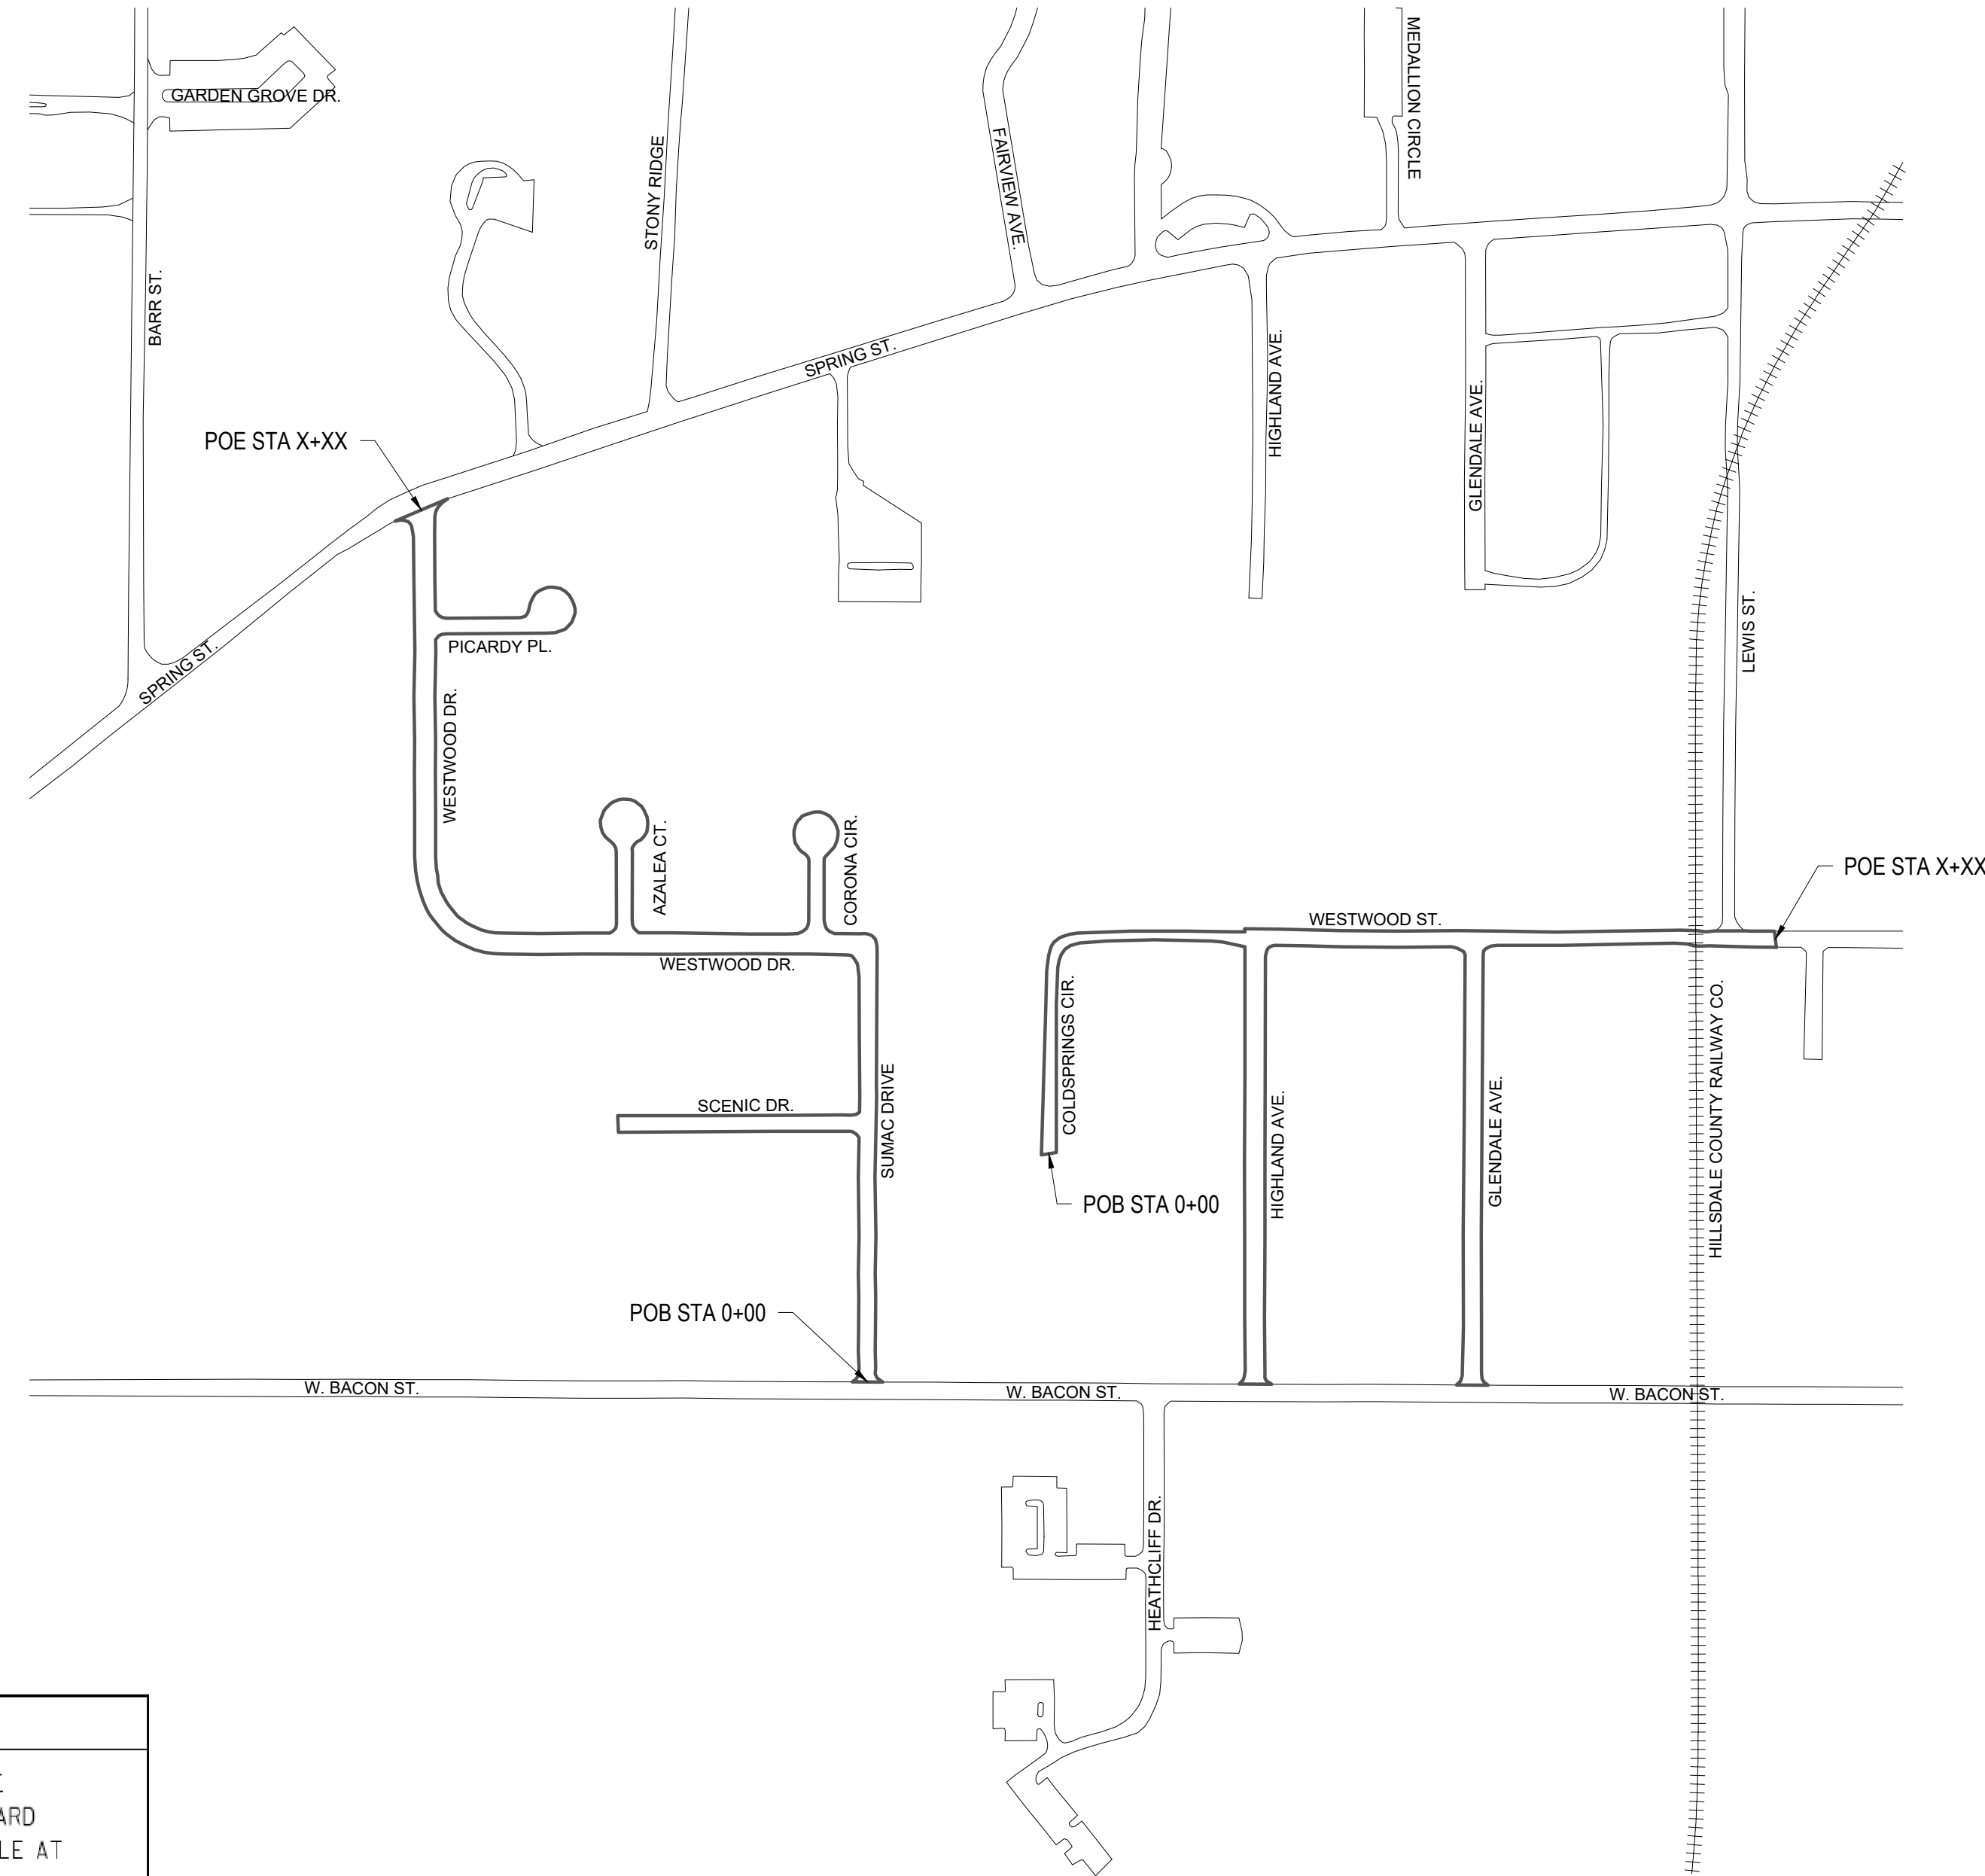 MEDALLION CIRCLE
GARDEN GROVE DR.
STONY RIDGE
FAIRVIEW AVE.
BARR ST.
SPRING ST.
HIGHLAND AVE.
GLENDALE AVE.
POE STA X+XX
LEWIS ST.
SPRING ST.
PICARDY PL.
WESTWOOD DR.
AZALEA CT.
CORONA CIR.
POE STA X+XX
WESTWOOD ST.
WESTWOOD DR.
COLDSPRINGS CIR.
SCENIC DR.
SUMAC DRIVE
HIGHLAND AVE.
GLENDALE AVE.
HILLSDALE COUNTY RAILWAY CO.
POB STA 0+00
POB STA 0+00
W. BACON ST.
W. BACON ST.
W. BACON ST.
HEATHCLIFF DR.
ARD
LE AT